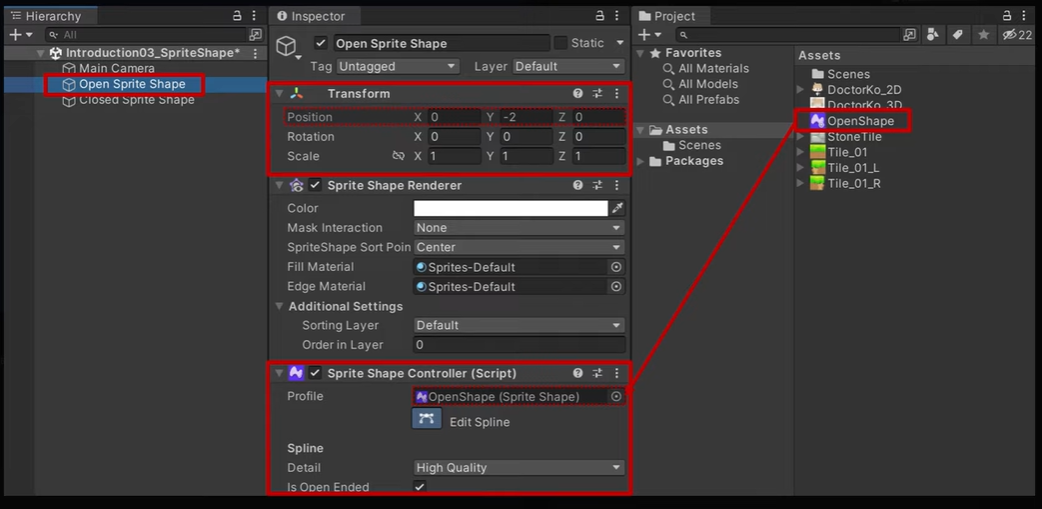 Hierarchy
All
Introduction03_SpriteShape*
Main Camera
Open Sprite Shape
Closed Sprite Shape
Inspector
Open Sprite Shape
Static
Tag Untagged Layer Default
Transform
Position X 0 Y -2 Z 0
Rotation X 0 Y 0 Z 0
Scale X 1 Y 1 Z 1
Sprite Shape Renderer
Color
Mask Interaction None
SpriteShape Sort Poin Center
Fill Material Sprites-Default
Edge Material Sprites-Default
Additional Settings
Sorting Layer Default
Order in Layer 0
Sprite Shape Controller (Script)
Profile OpenShape (Sprite Shape)
Edit Spline
Spline
Detail High Quality
Is Open Ended
Project
22
Favorites
All Materials
All Models
All Prefabs
Assets
Scenes
Packages
Assets
Scenes
DoctorKo_2D
DoctorKo_3D
OpenShape
StoneTile
Tile_01
Tile_01_L
Tile_01_R